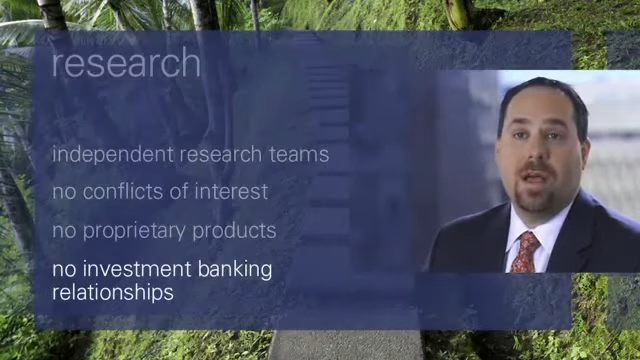 research
independent research teams
no conflicts of interest
no proprietary products
no investment banking
relationships